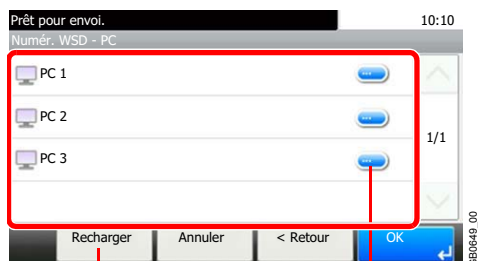 Prêt pour envoi. 10:10
Numér. WSD - PC
PC 1
PC 2
1/1
PC 3
Recharger Annuler < Retour OK